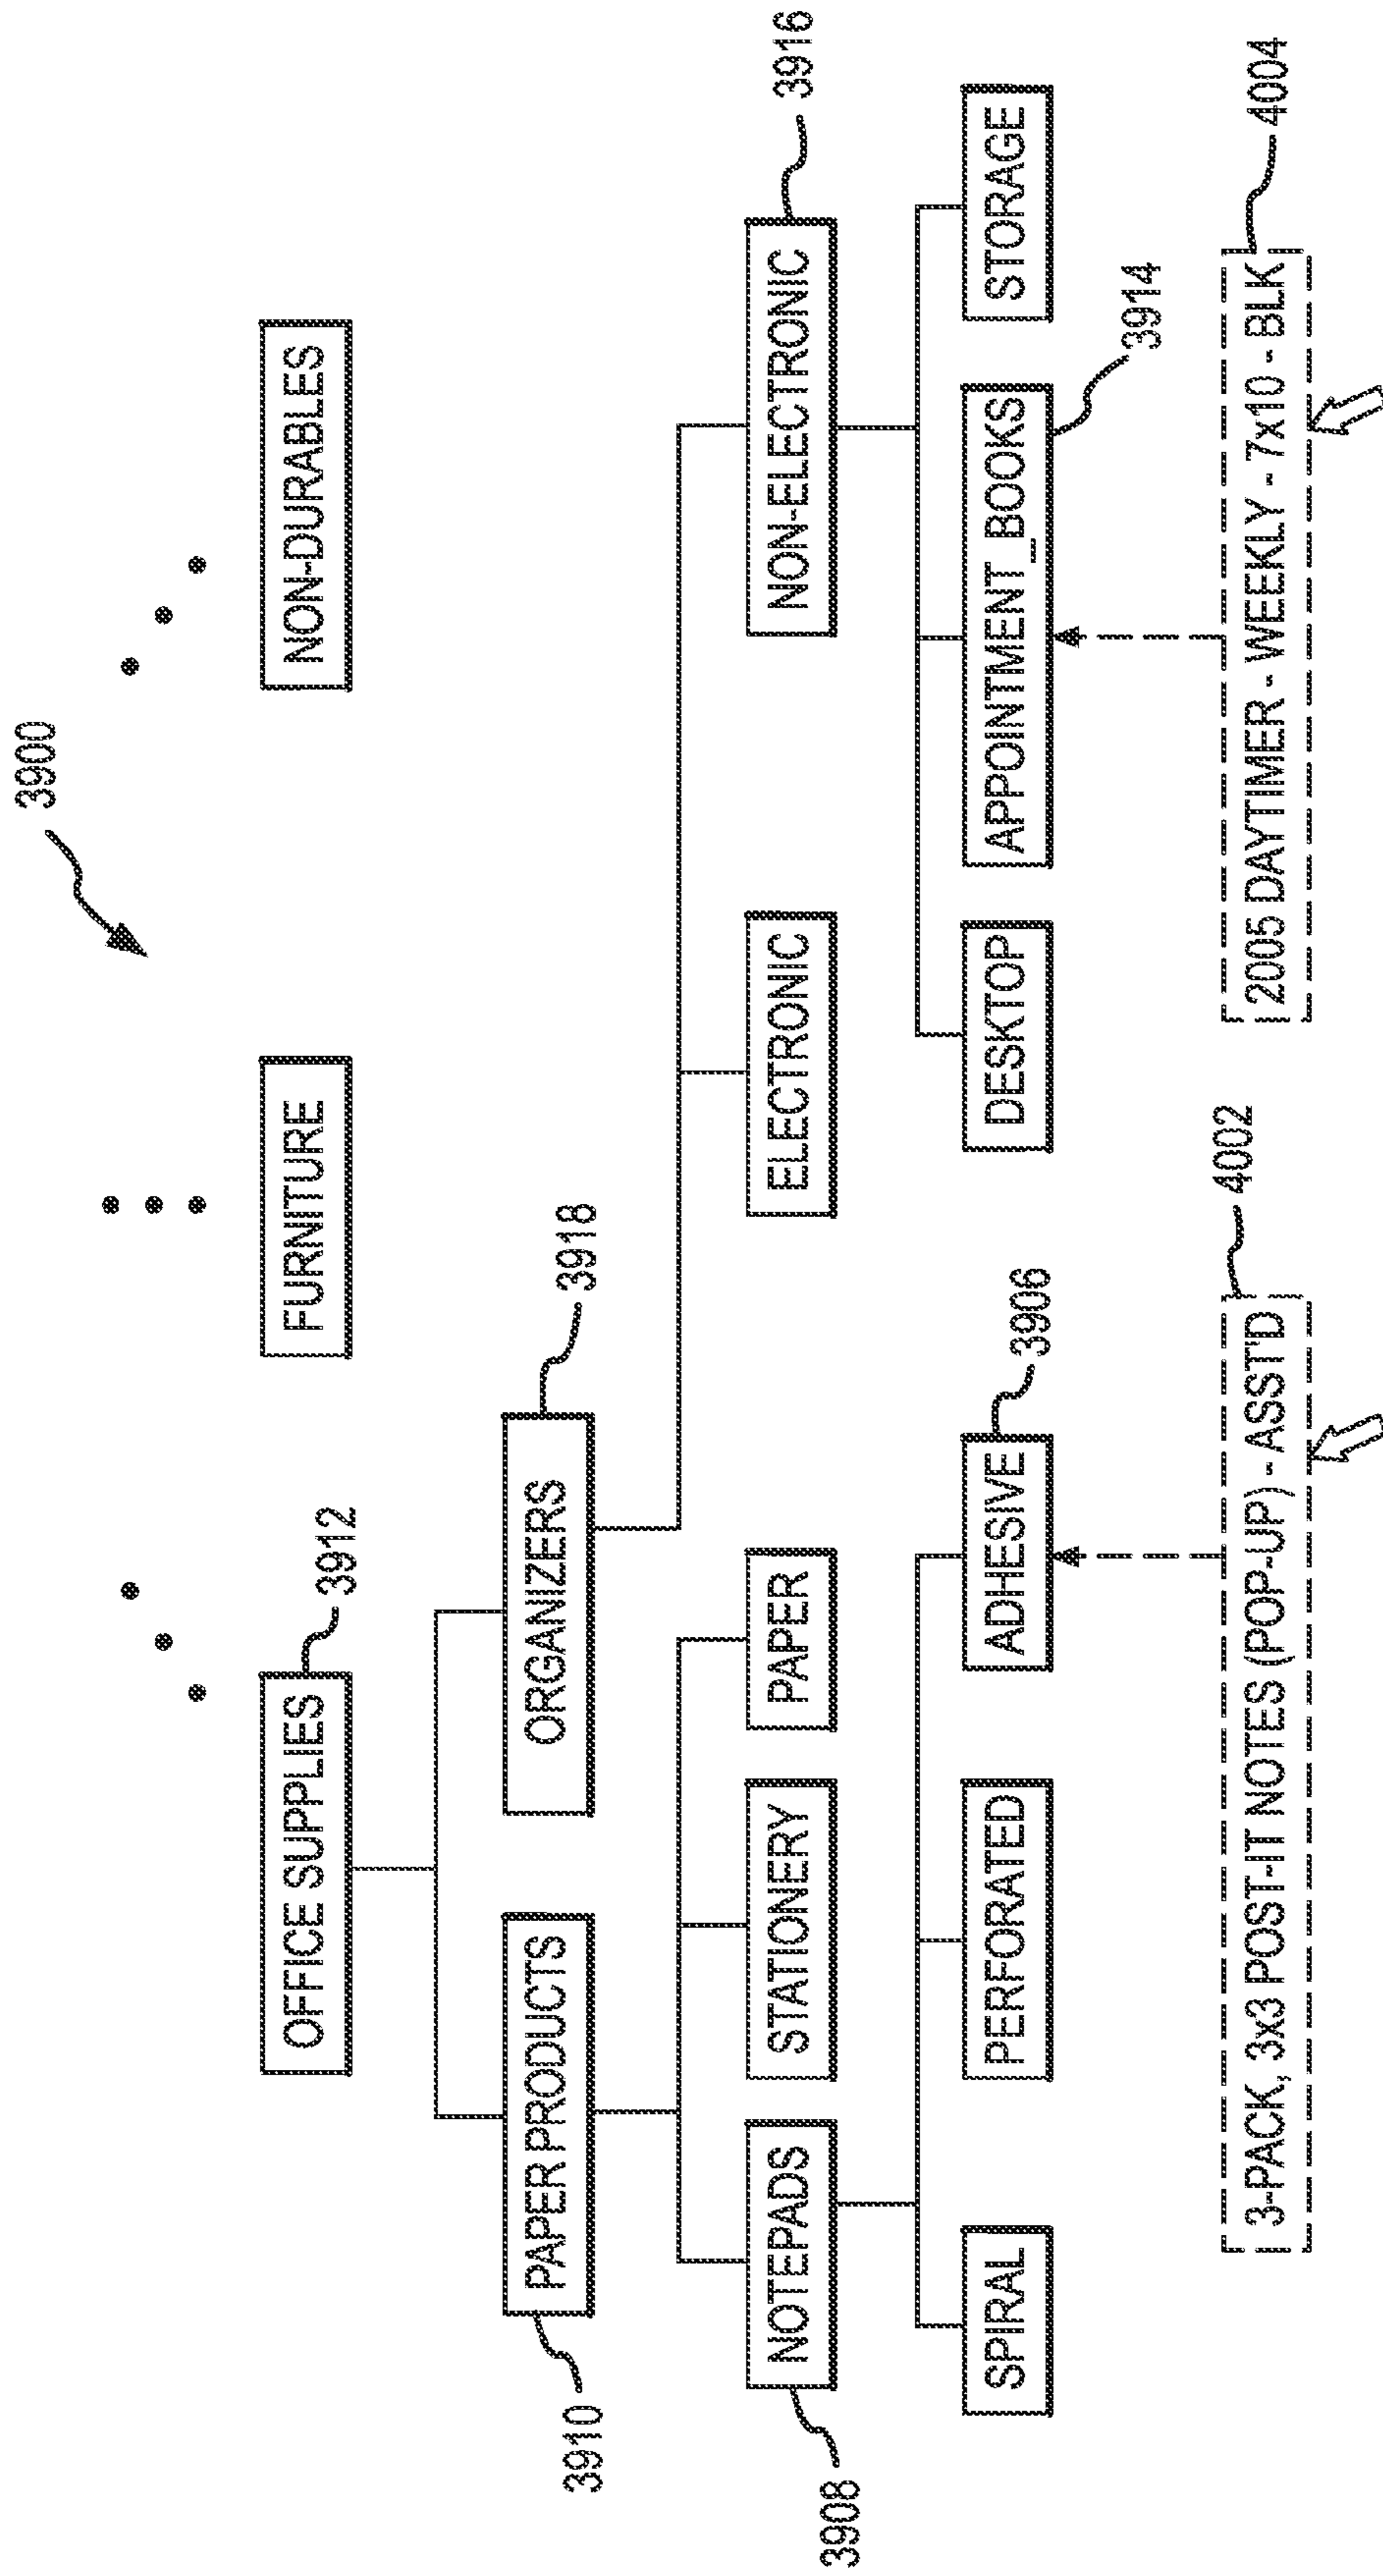 3900
OFFICE SUPPLIES
3912
FURNITURE
NON-DURABLES
3910
PAPER PRODUCTS
ORGANIZERS
3918
3908
NOTEPADS
STATIONERY
PAPER
ELECTRONIC
NON-ELECTRONIC
3916
SPIRAL
PERFORATED
ADHESIVE
3906
DESKTOP
APPOINTMENT_BOOKS
3914
STORAGE
3-PACK, 3x3 POST-IT NOTES (POP-UP) - ASST'D
4002
2005 DAYTIMER - WEEKLY - 7x10 - BLK
4004